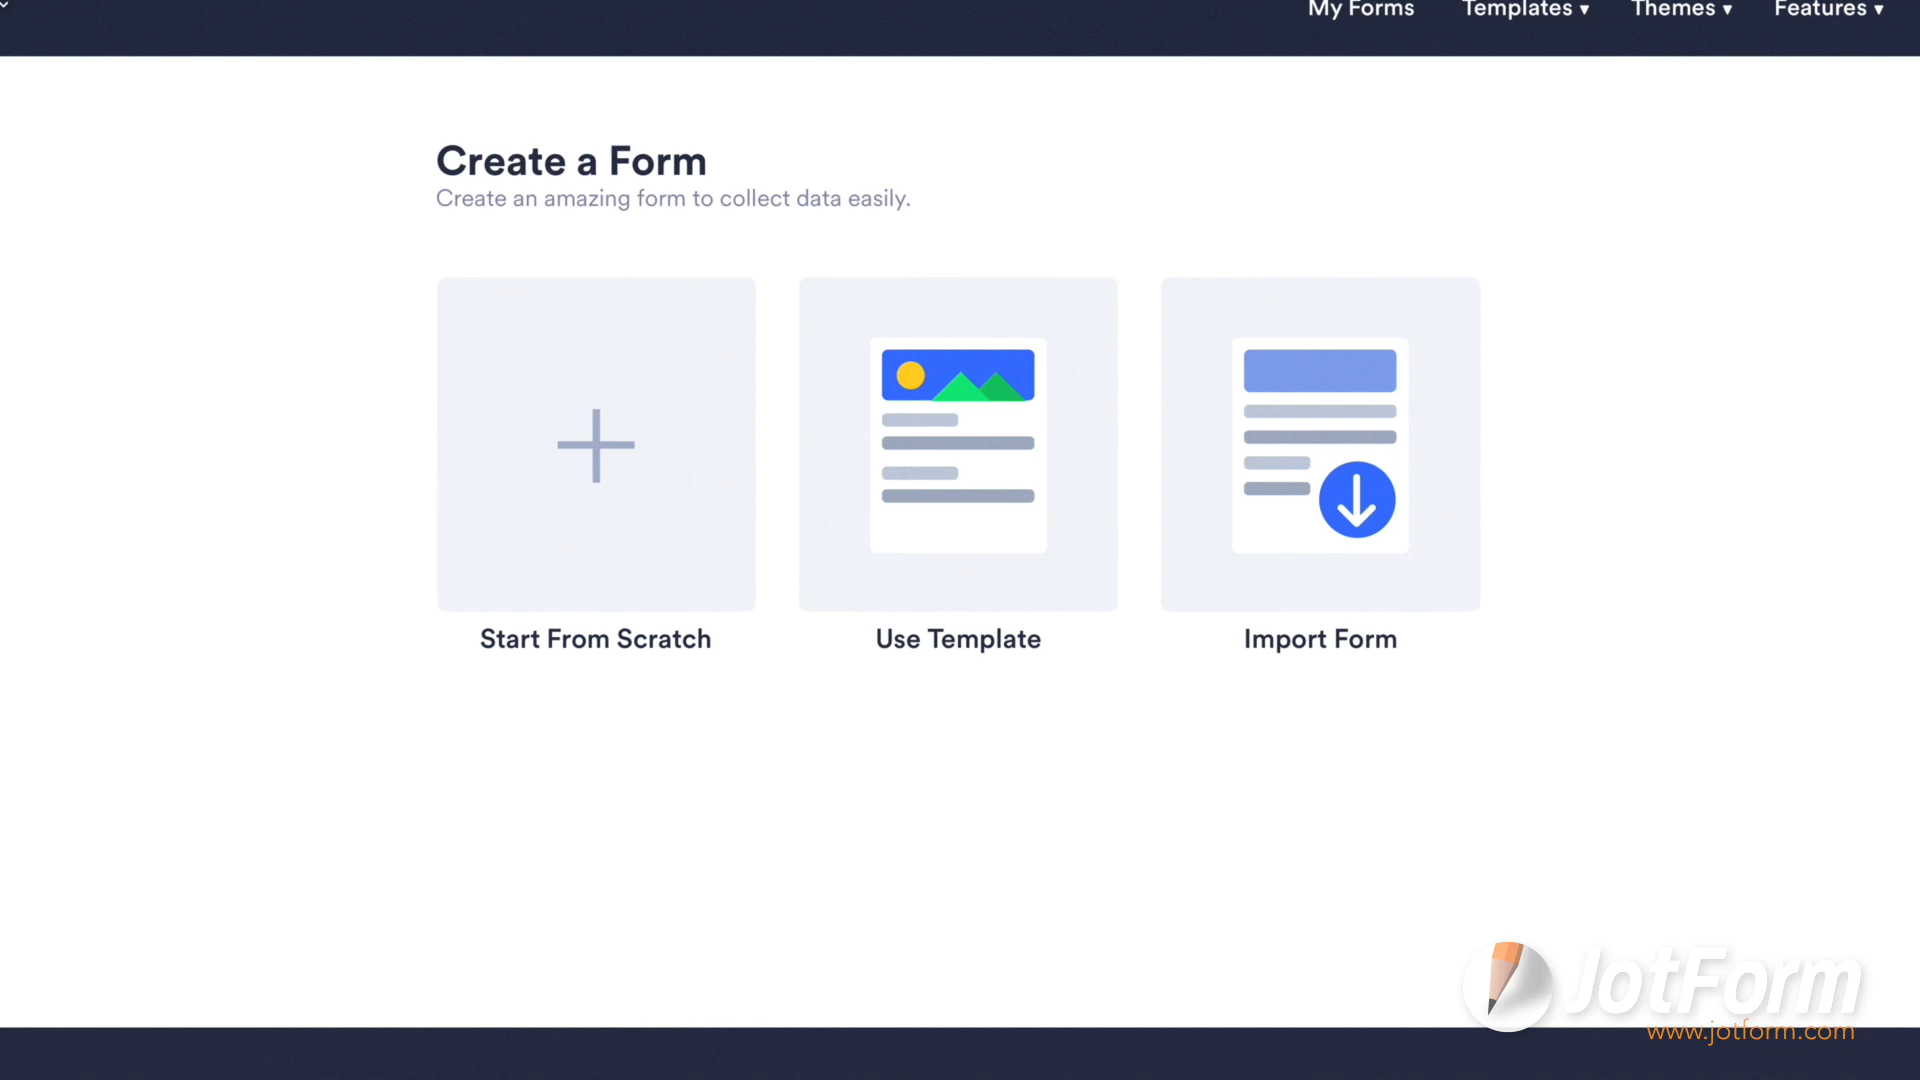 My Forms Templates ▾ Themes ▾ Features ▾
Create a Form
Create an amazing form to collect data easily.
Start From Scratch
Use Template
Import Form
JotForm
www.jotform.com